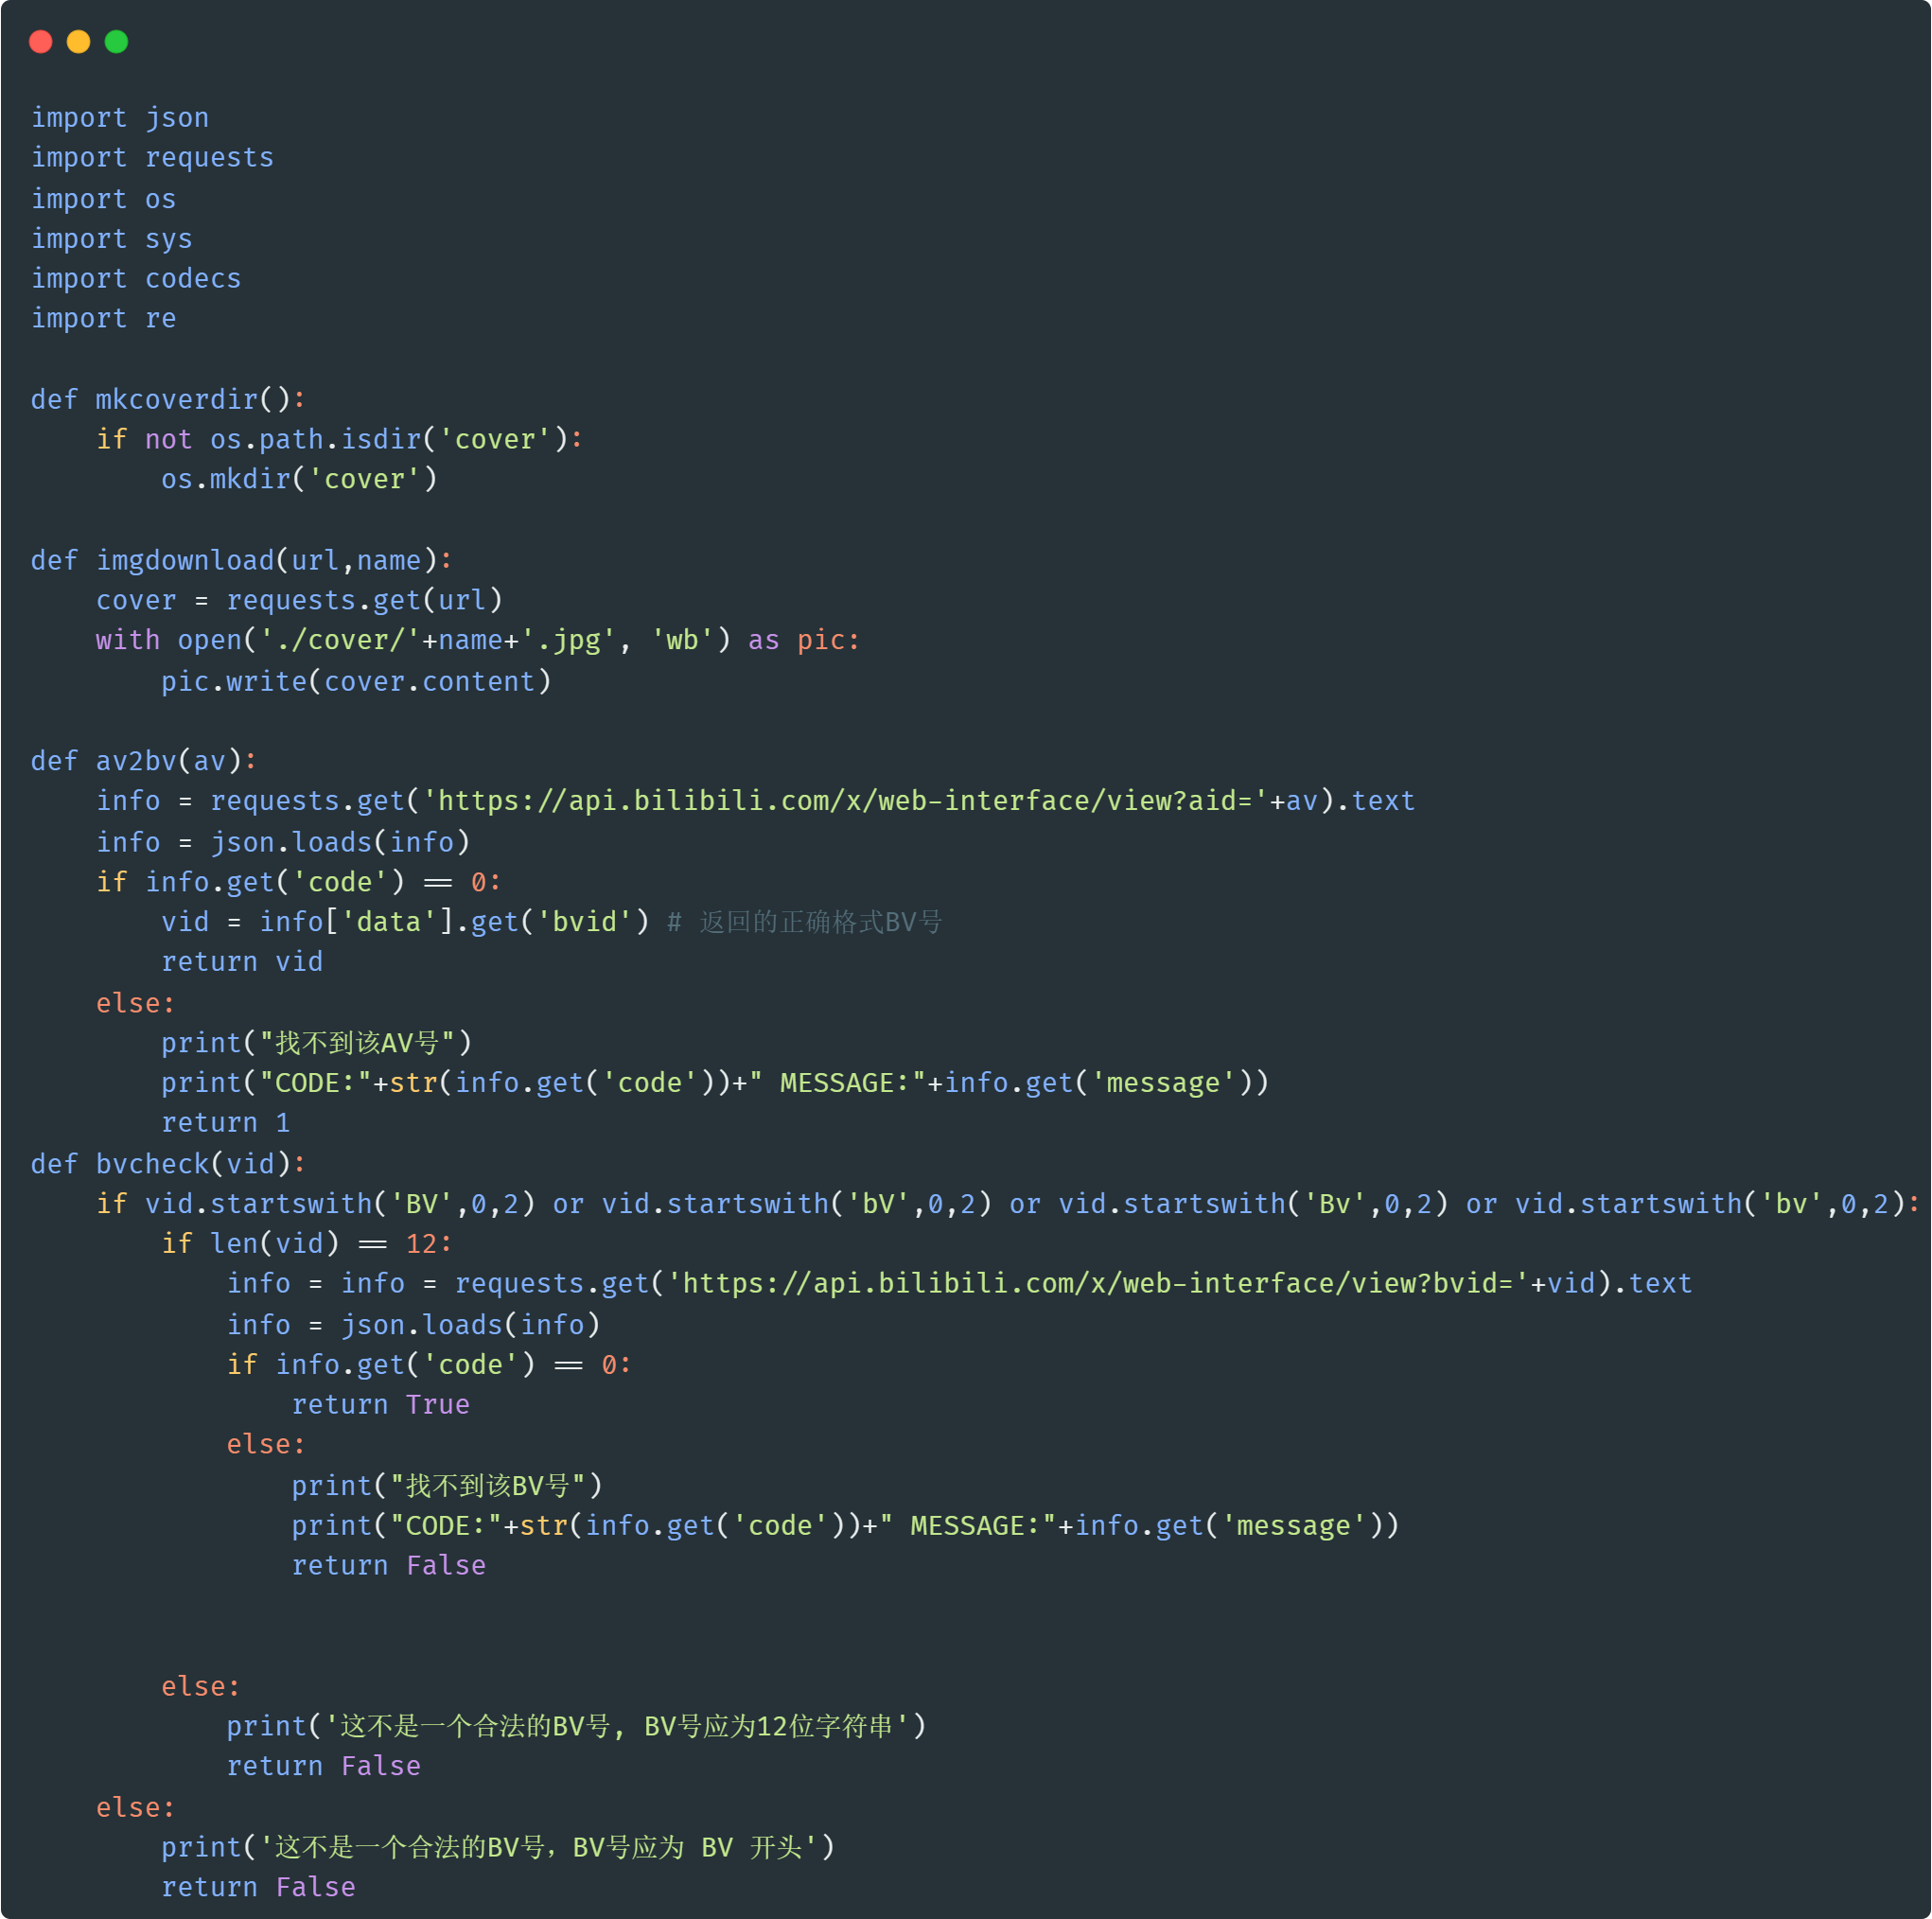 import json
import requests
import os
import sys
import codecs
import re

def mkcoverdir():
    if not os.path.isdir('cover'):
        os.mkdir('cover')

def imgdownload(url,name):
    cover = requests.get(url)
    with open('./cover/'+name+'.jpg', 'wb') as pic:
        pic.write(cover.content)

def av2bv(av):
    info = requests.get('https://api.bilibili.com/x/web-interface/view?aid='+av).text
    info = json.loads(info)
    if info.get('code') == 0:
        vid = info['data'].get('bvid') # 返回的正确格式BV号
        return vid
    else:
        print("找不到该AV号")
        print("CODE:"+str(info.get('code'))+" MESSAGE:"+info.get('message'))
        return 1
def bvcheck(vid):
    if vid.startswith('BV',0,2) or vid.startswith('bV',0,2) or vid.startswith('Bv',0,2) or vid.startswith('bv',0,2):
        if len(vid) == 12:
            info = info = requests.get('https://api.bilibili.com/x/web-interface/view?bvid='+vid).text
            info = json.loads(info)
            if info.get('code') == 0:
                return True
            else:
                print("找不到该BV号")
                print("CODE:"+str(info.get('code'))+" MESSAGE:"+info.get('message'))
                return False


        else:
            print('这不是一个合法的BV号, BV号应为12位字符串')
            return False
    else:
        print('这不是一个合法的BV号，BV号应为 BV 开头')
        return False